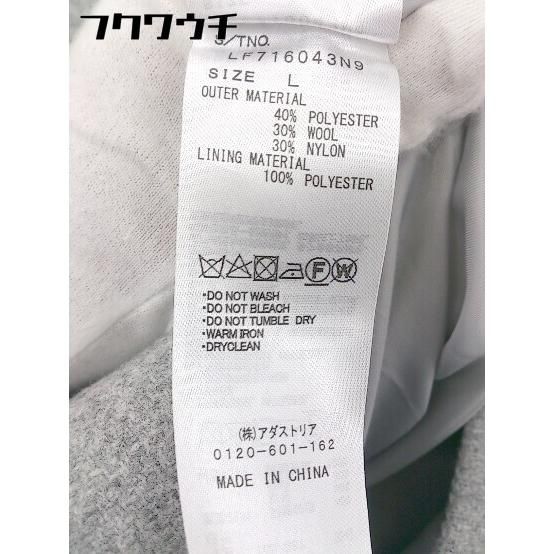 フクワウチ
S/TNO.
LF716043N9
SIZE L
OUTER MATERIAL
40% POLYESTER
30% WOOL
30% NYLON
LINING MATERIAL
100% POLYESTER
F W
・DO NOT WASH
・DO NOT BLEACH
・DO NOT TUMBLE DRY
・WARM IRON
・DRYCLEAN
(株)アダストリア
0120-601-162
MADE IN CHINA